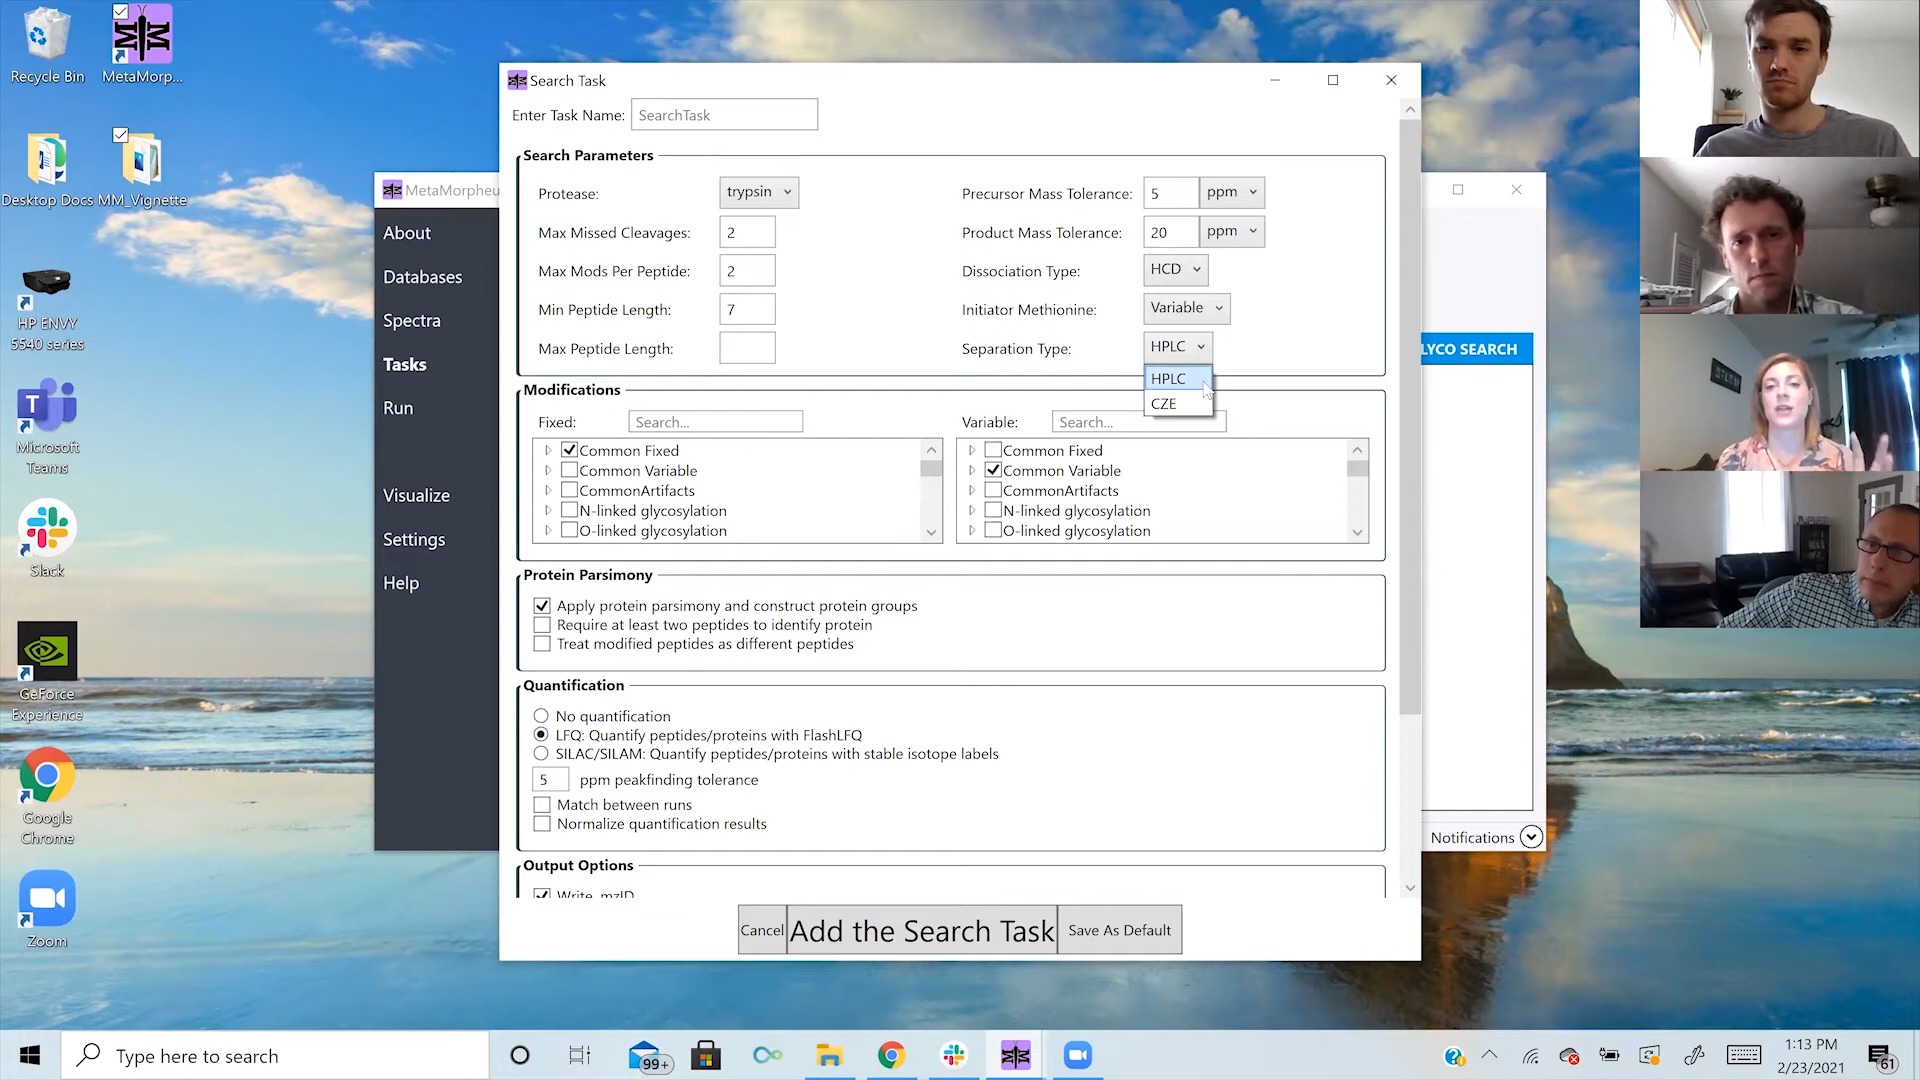 Recycle Bin
MetaMorp...
Desktop Docs
MM_Vignette
HP ENVY
5540 series
Microsoft
Teams
Slack
GeForce
Experience
Google
Chrome
Zoom
MetaMorpheu
About
Databases
Spectra
Tasks
Run
Visualize
Settings
Help
Search Task
Enter Task Name: SearchTask
Search Parameters
Protease: trypsin
Max Missed Cleavages: 2
Max Mods Per Peptide: 2
Min Peptide Length: 7
Max Peptide Length:
Precursor Mass Tolerance: 5 ppm
Product Mass Tolerance: 20 ppm
Dissociation Type: HCD
Initiator Methionine: Variable
Separation Type: HPLC
HPLC
CZE
Modifications
Fixed: Search...
Common Fixed
Common Variable
CommonArtifacts
N-linked glycosylation
O-linked glycosylation
Variable: Search...
Common Fixed
Common Variable
CommonArtifacts
N-linked glycosylation
O-linked glycosylation
Protein Parsimony
Apply protein parsimony and construct protein groups
Require at least two peptides to identify protein
Treat modified peptides as different peptides
Quantification
No quantification
LFQ: Quantify peptides/proteins with FlashLFQ
SILAC/SILAM: Quantify peptides/proteins with stable isotope labels
5 ppm peakfinding tolerance
Match between runs
Normalize quantification results
Output Options
Write .mzID
Cancel Add the Search Task Save As Default
LYCO SEARCH
Notifications
Type here to search
99+
1:13 PM
2/23/2021
61